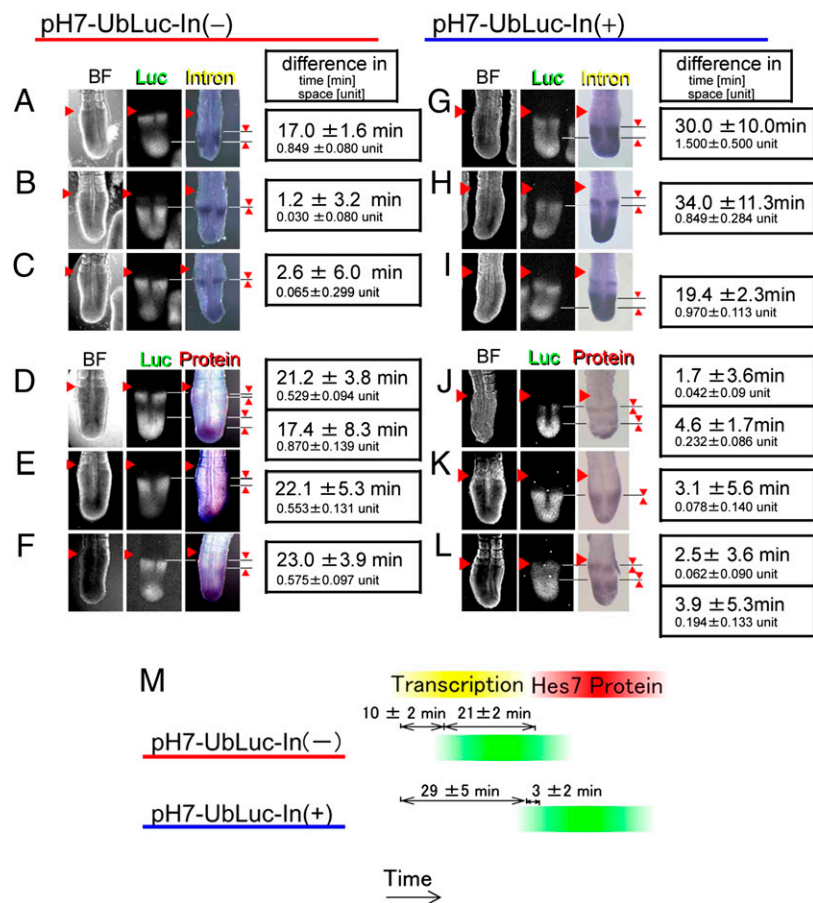 pH7-UbLuc-In(−)
BF Luc Intron
difference in
time [min]
space [unit]
A
17.0 ±1.6 min
0.849±0.080 unit
B
1.2 ± 3.2 min
0.030±0.080 unit
C
2.6 ± 6.0 min
0.065±0.299 unit
BF Luc Protein
D
21.2 ± 3.8 min
0.529±0.094 unit
17.4 ± 8.3 min
0.870±0.139 unit
E
22.1 ±5.3 min
0.553±0.131 unit
F
23.0 ±3.9 min
0.575±0.097 unit
pH7-UbLuc-In(+)
BF Luc Intron
difference in
time [min]
space [unit]
G
30.0 ±10.0min
1.500±0.500 unit
H
34.0 ±11.3min
0.849±0.284 unit
I
19.4 ±2.3min
0.970±0.113 unit
BF Luc Protein
J
1.7 ±3.6min
0.042±0.09 unit
4.6 ±1.7min
0.232±0.086 unit
K
3.1 ±5.6 min
0.078±0.140 unit
L
2.5± 3.6 min
0.062±0.090 unit
3.9 ±5.3min
0.194±0.133 unit
M
Transcription Hes7 Protein
10 ± 2 min 21±2 min
pH7-UbLuc-In(−)
29 ±5 min 3 ±2 min
pH7-UbLuc-In(+)
Time